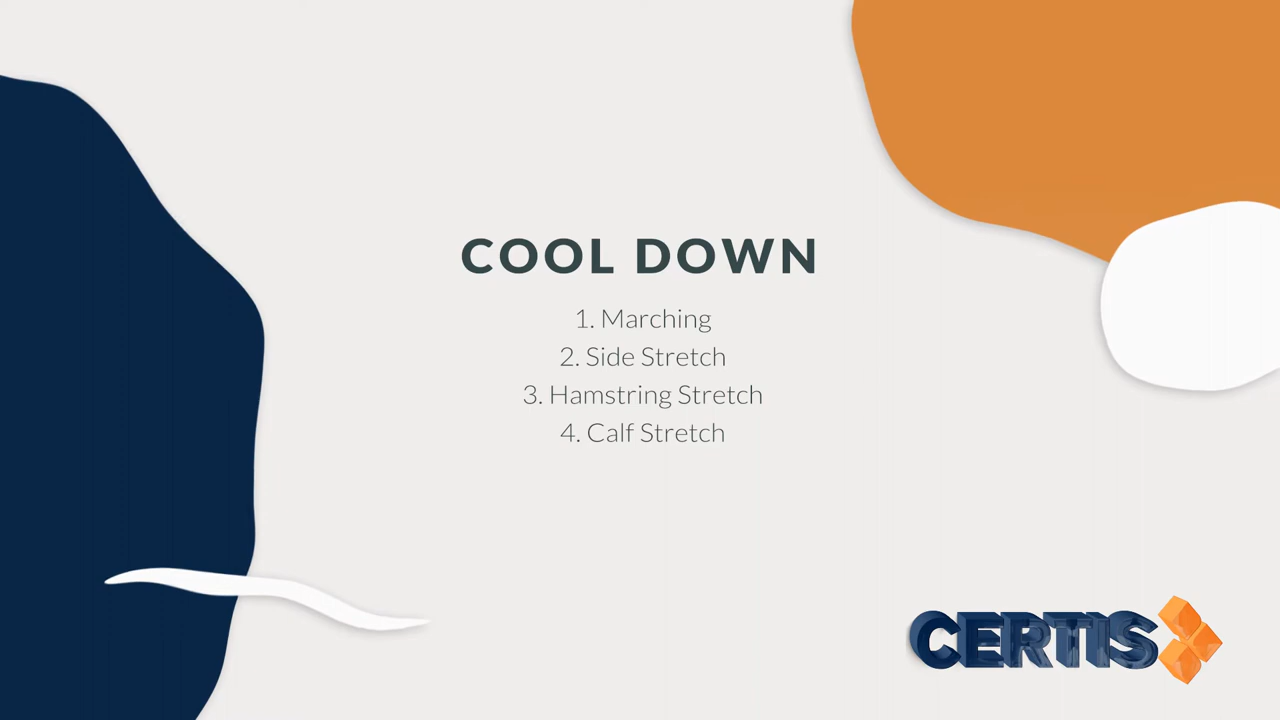 COOL DOWN
1. Marching
2. Side Stretch
3. Hamstring Stretch
4. Calf Stretch
CERTIS